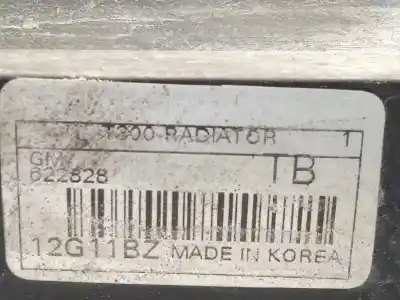 1300 RADIATOR 1
GM TB
622828
12G11BZ MADE IN KOREA